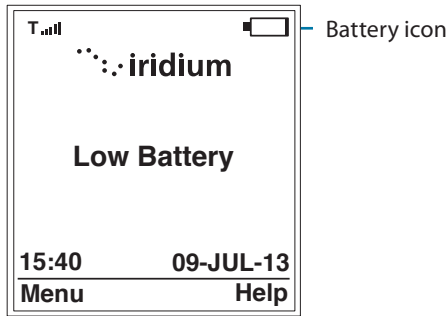 T
Battery icon
iridium
Low Battery
15:40 09-JUL-13
Menu Help